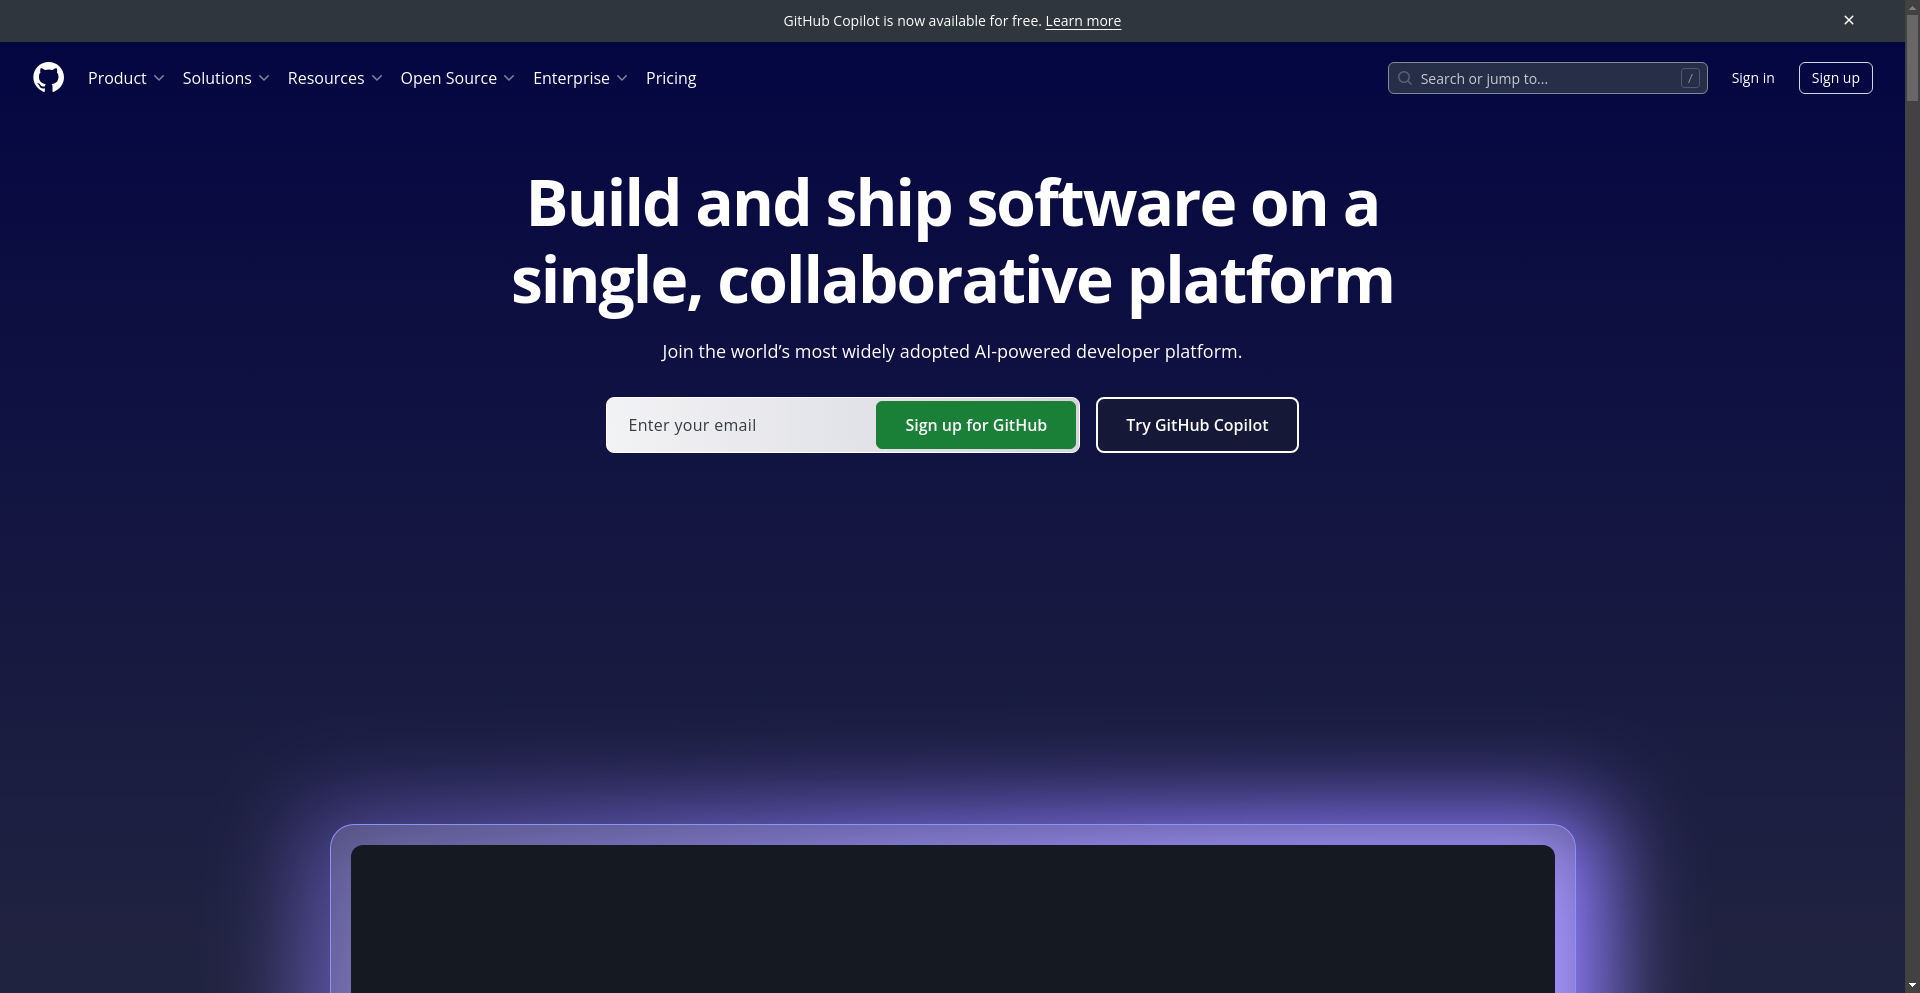 GitHub Copilot is now available for free. Learn more
Product Solutions Resources Open Source Enterprise Pricing
Search or jump to... / Sign in Sign up
Build and ship software on a
single, collaborative platform
Join the world’s most widely adopted AI-powered developer platform.
Enter your email Sign up for GitHub Try GitHub Copilot